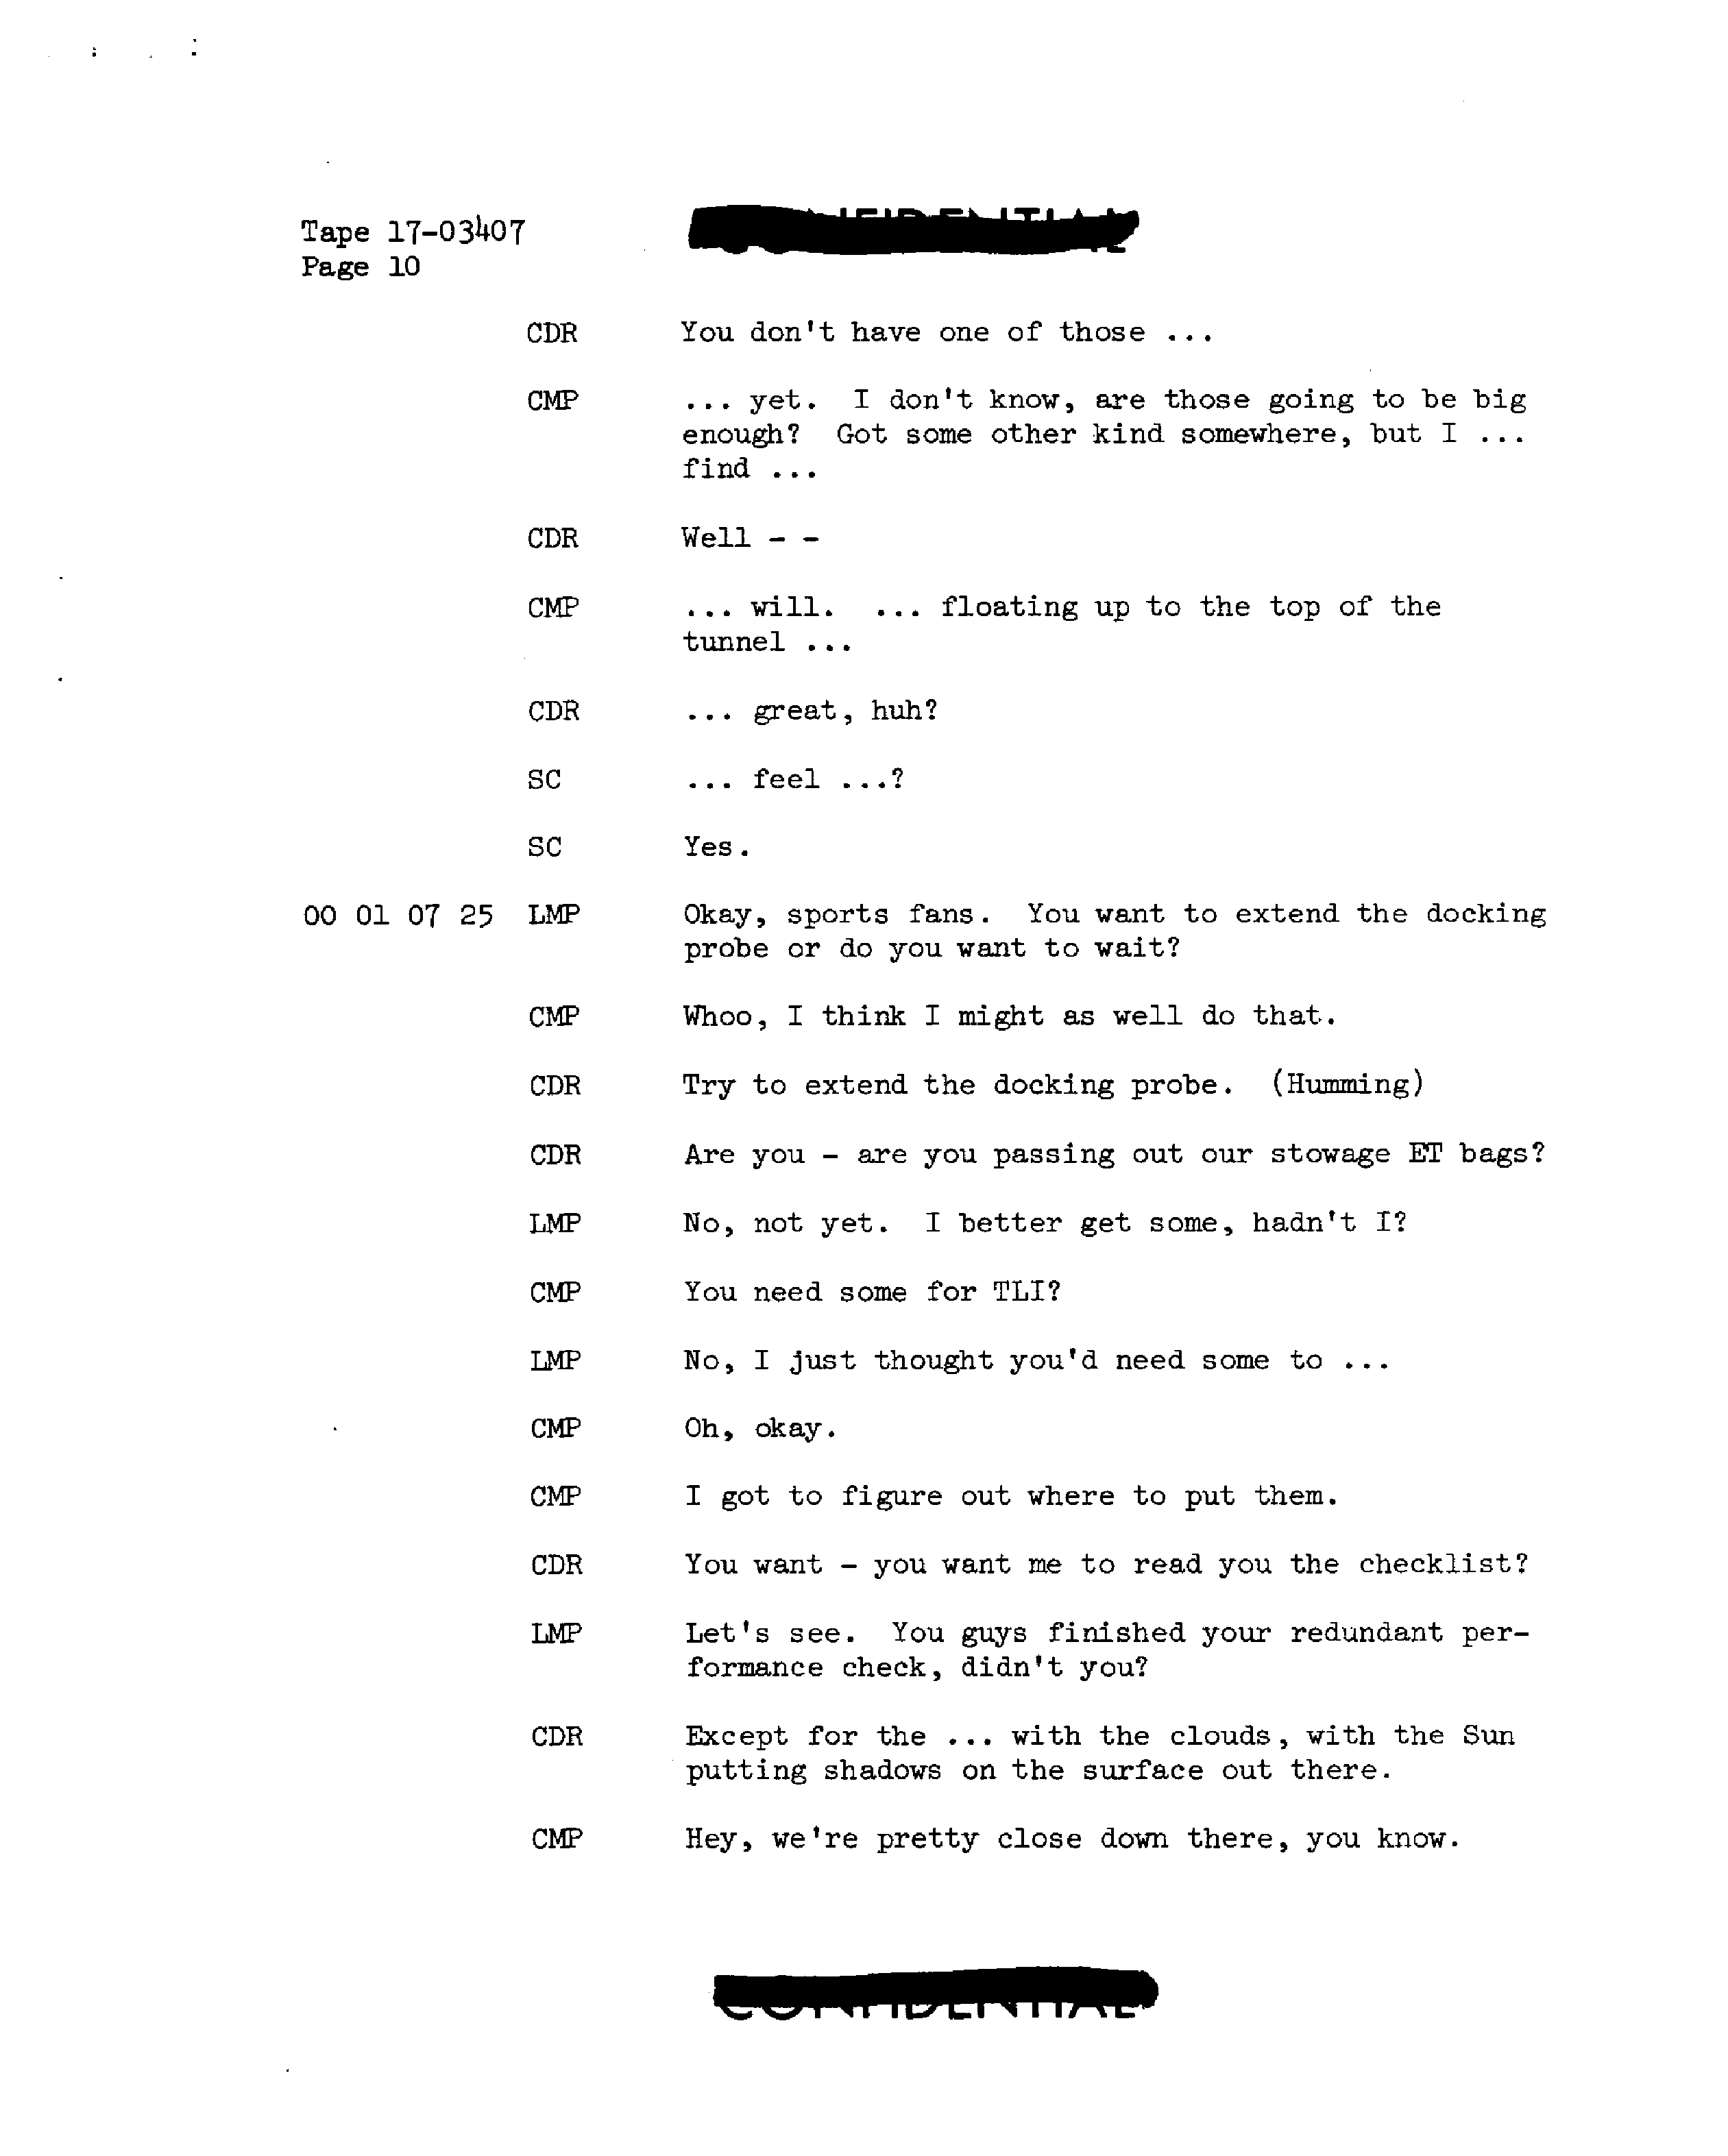 Tape 17-03407
Page 10
CONFIDENTIAL
CDR You don't have one of those ...
CMP ... yet. I don't know, are those going to be big
enough? Got some other kind somewhere, but I ...
find ...
CDR Well - -
CMP ... will. ... floating up to the top of the
tunnel ...
CDR ... great, huh?
SC ... feel ...?
SC Yes.
00 01 07 25 LMP Okay, sports fans. You want to extend the docking
probe or do you want to wait?
CMP Whoo, I think I might as well do that.
CDR Try to extend the docking probe. (Humming)
CDR Are you - are you passing out our stowage ET bags?
LMP No, not yet. I better get some, hadn't I?
CMP You need some for TLI?
LMP No, I just thought you'd need some to ...
CMP Oh, okay.
CMP I got to figure out where to put them.
CDR You want - you want me to read you the checklist?
LMP Let's see. You guys finished your redundant per-
formance check, didn't you?
CDR Except for the ... with the clouds, with the Sun
putting shadows on the surface out there.
CMP Hey, we're pretty close down there, you know.
CONFIDENTIAL